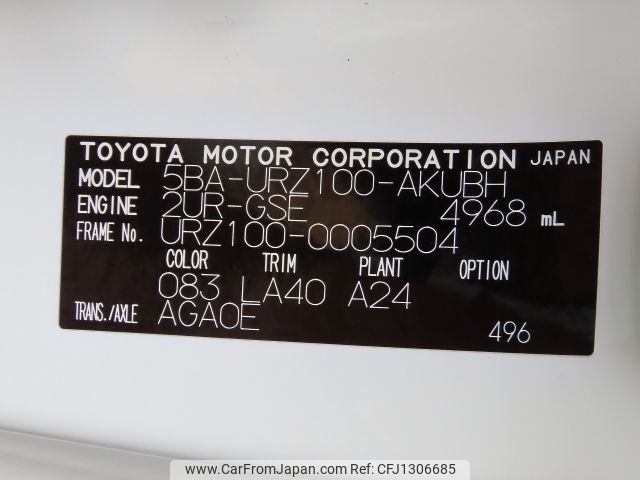 TOYOTA MOTOR CORPORATION JAPAN
MODEL 5BA-URZ100-AKUBH
ENGINE 2UR-GSE 4968 mL
FRAME No. URZ100-0005504
COLOR TRIM PLANT OPTION
083 LA40 A24
TRANS./AXLE AGA0E
496
www.CarFromJapan.com - CFJ1306685